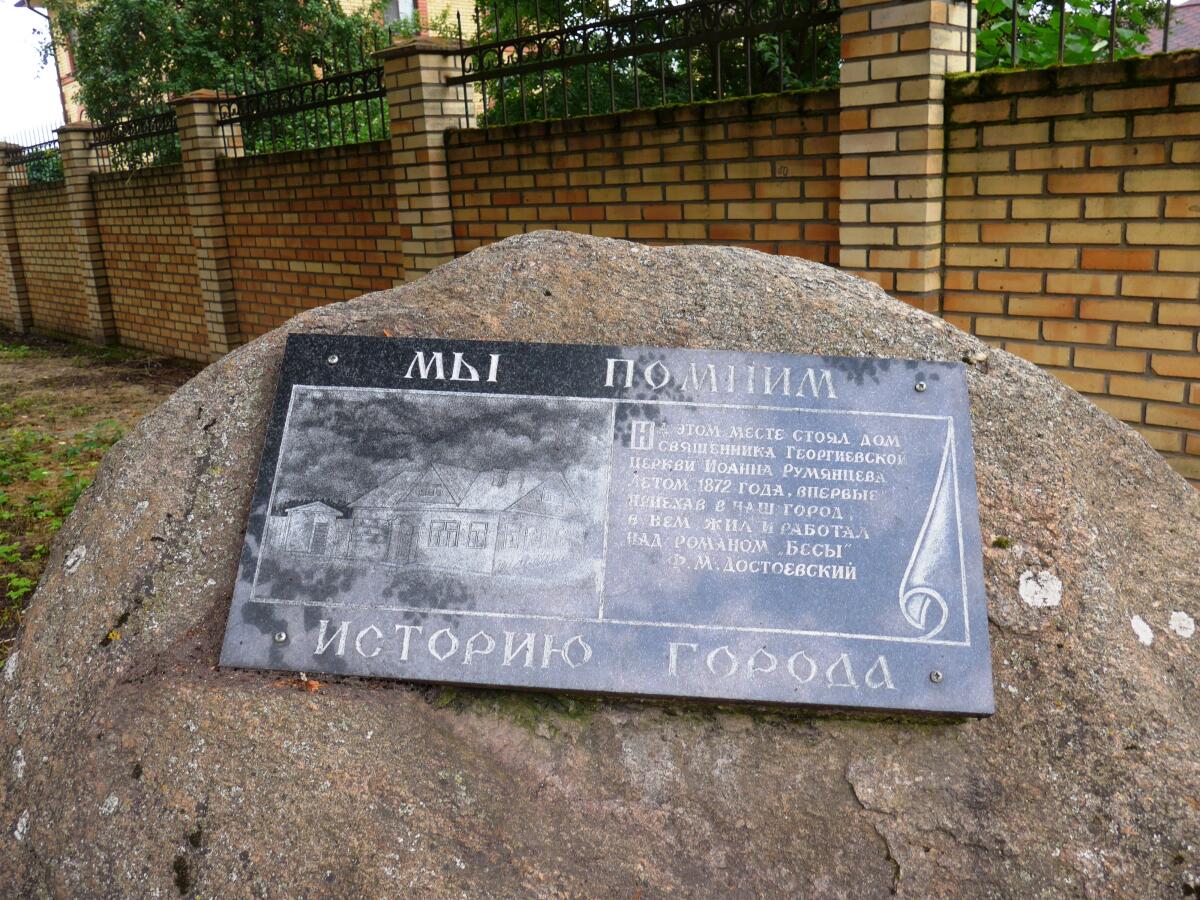 МЫ ПОМНИМ
НА ЭТОМ МЕСТЕ СТОЯЛ ДОМ
СВЯЩЕННИКА ГЕОРГИЕВСКОЙ
ЦЕРКВИ ИОАННА РУМЯНЦЕВА
ЛЕТОМ 1872 ГОДА, ВПЕРВЫЕ
ПРИЕХАВ В НАШ ГОРОД,
В НЕМ ЖИЛ И РАБОТАЛ
НАД РОМАНОМ „БЕСЫ"
Ф.М.ДОСТОЕВСКИЙ
ИСТОРИЮ ГОРОДА